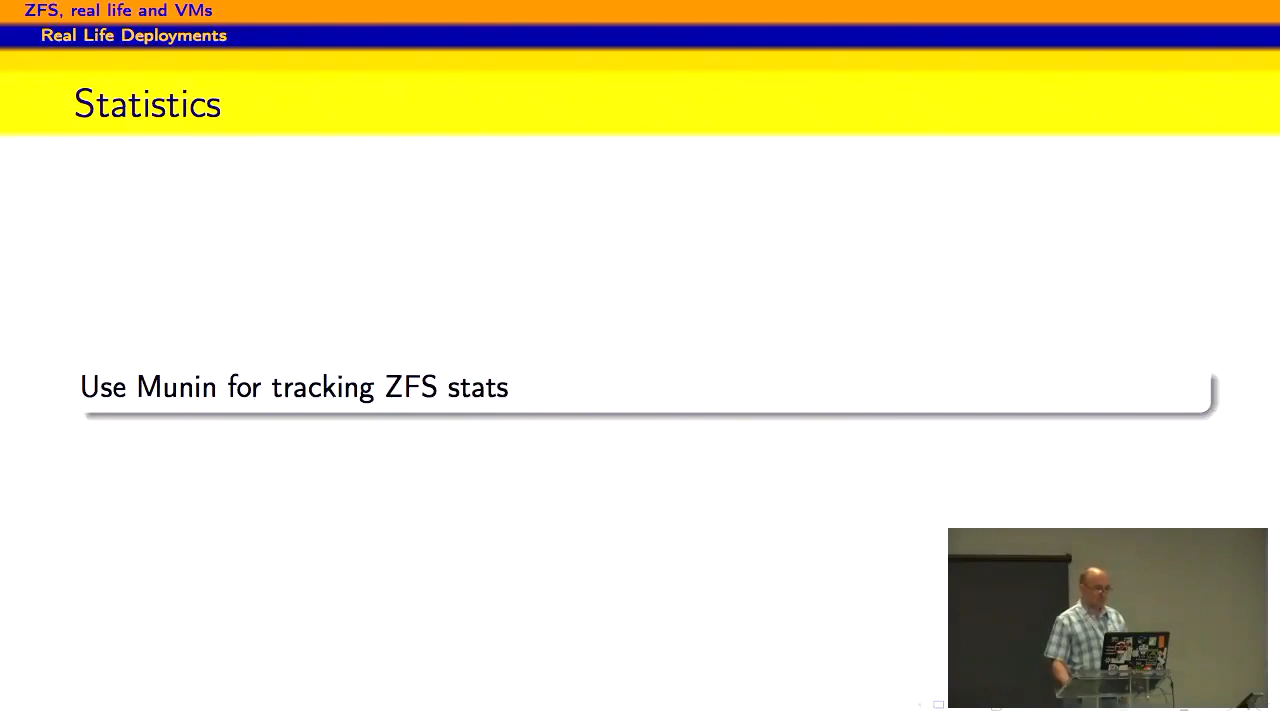 ZFS, real life and VMs
Real Life Deployments
Statistics
Use Munin for tracking ZFS stats